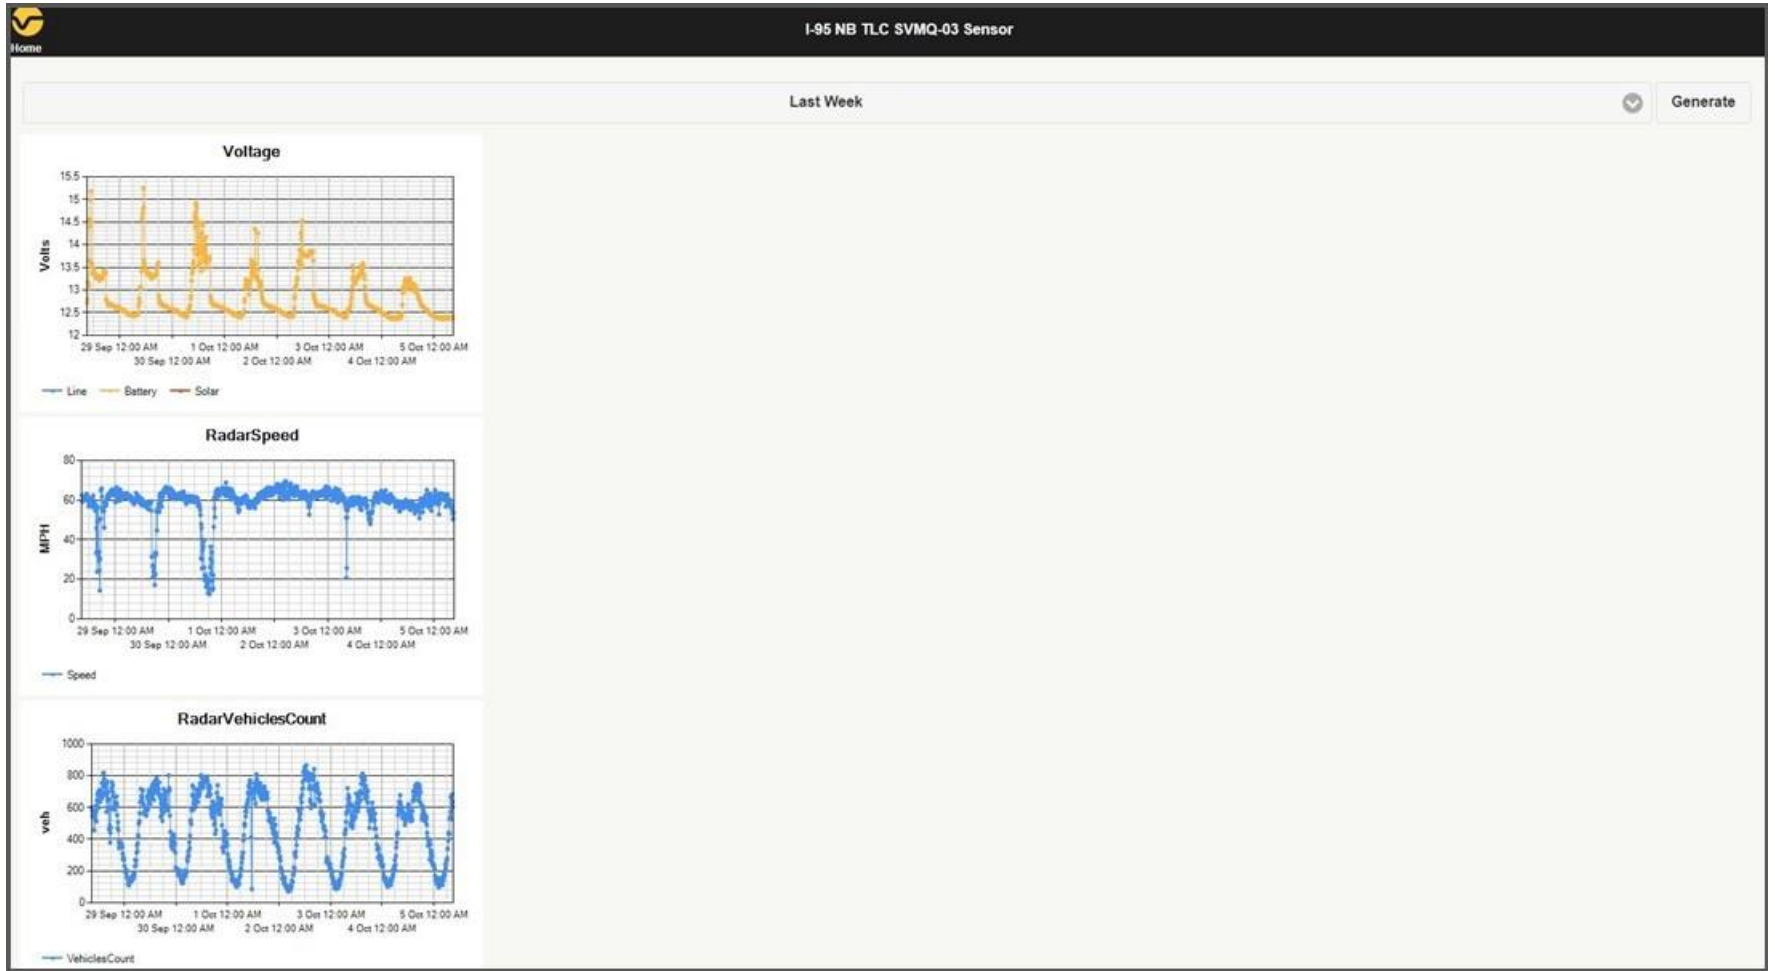 I-95 NB TLC SVMQ-03 Sensor
Home
Last Week
Generate
Voltage
15.5
15
14.5
14
13.5
13
12.5
12
Volts
29 Sep 12:00 AM 1 Oct 12:00 AM 3 Oct 12:00 AM 5 Oct 12:00 AM
30 Sep 12:00 AM 2 Oct 12:00 AM 4 Oct 12:00 AM
Line Battery Solar
RadarSpeed
80
60
40
20
0
MPH
29 Sep 12:00 AM 1 Oct 12:00 AM 3 Oct 12:00 AM 5 Oct 12:00 AM
30 Sep 12:00 AM 2 Oct 12:00 AM 4 Oct 12:00 AM
Speed
RadarVehiclesCount
1000
800
600
400
200
0
veh
29 Sep 12:00 AM 1 Oct 12:00 AM 3 Oct 12:00 AM 5 Oct 12:00 AM
30 Sep 12:00 AM 2 Oct 12:00 AM 4 Oct 12:00 AM
VehiclesCount